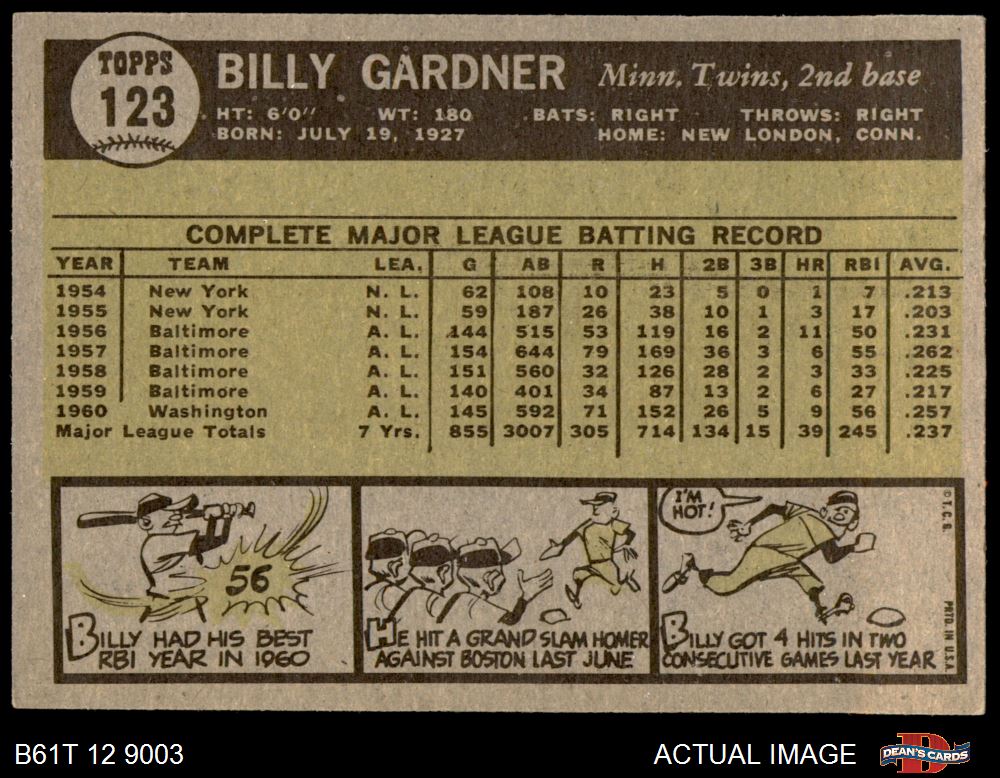 TOPPS
123
BILLY GARDNER Minn. Twins, 2nd base
HT: 6'0" WT: 180 BATS: RIGHT THROWS: RIGHT
BORN: JULY 19, 1927 HOME: NEW LONDON, CONN.
COMPLETE MAJOR LEAGUE BATTING RECORD
YEAR TEAM LEA. G AB R H 2B 3B HR RBI AVG.
1954 New York N. L. 62 108 10 23 5 0 1 7 .213
1955 New York N. L. 59 187 26 38 10 1 3 17 .203
1956 Baltimore A. L. 144 515 53 119 16 2 11 50 .231
1957 Baltimore A. L. 154 644 79 169 36 3 6 55 .262
1958 Baltimore A. L. 151 560 32 126 28 2 3 33 .225
1959 Baltimore A. L. 140 401 34 87 13 2 6 27 .217
1960 Washington A. L. 145 592 71 152 26 5 9 56 .257
Major League Totals 7 Yrs. 855 3007 305 714 134 15 39 245 .237
56
BILLY HAD HIS BEST
RBI YEAR IN 1960
HE HIT A GRAND SLAM HOMER
AGAINST BOSTON LAST JUNE
I'M
HOT!
BILLY GOT 4 HITS IN TWO
CONSECUTIVE GAMES LAST YEAR
© T. C. G.
PRTD. IN U.S.A.
B61T 12 9003
ACTUAL IMAGE
D
DEAN'S CARDS